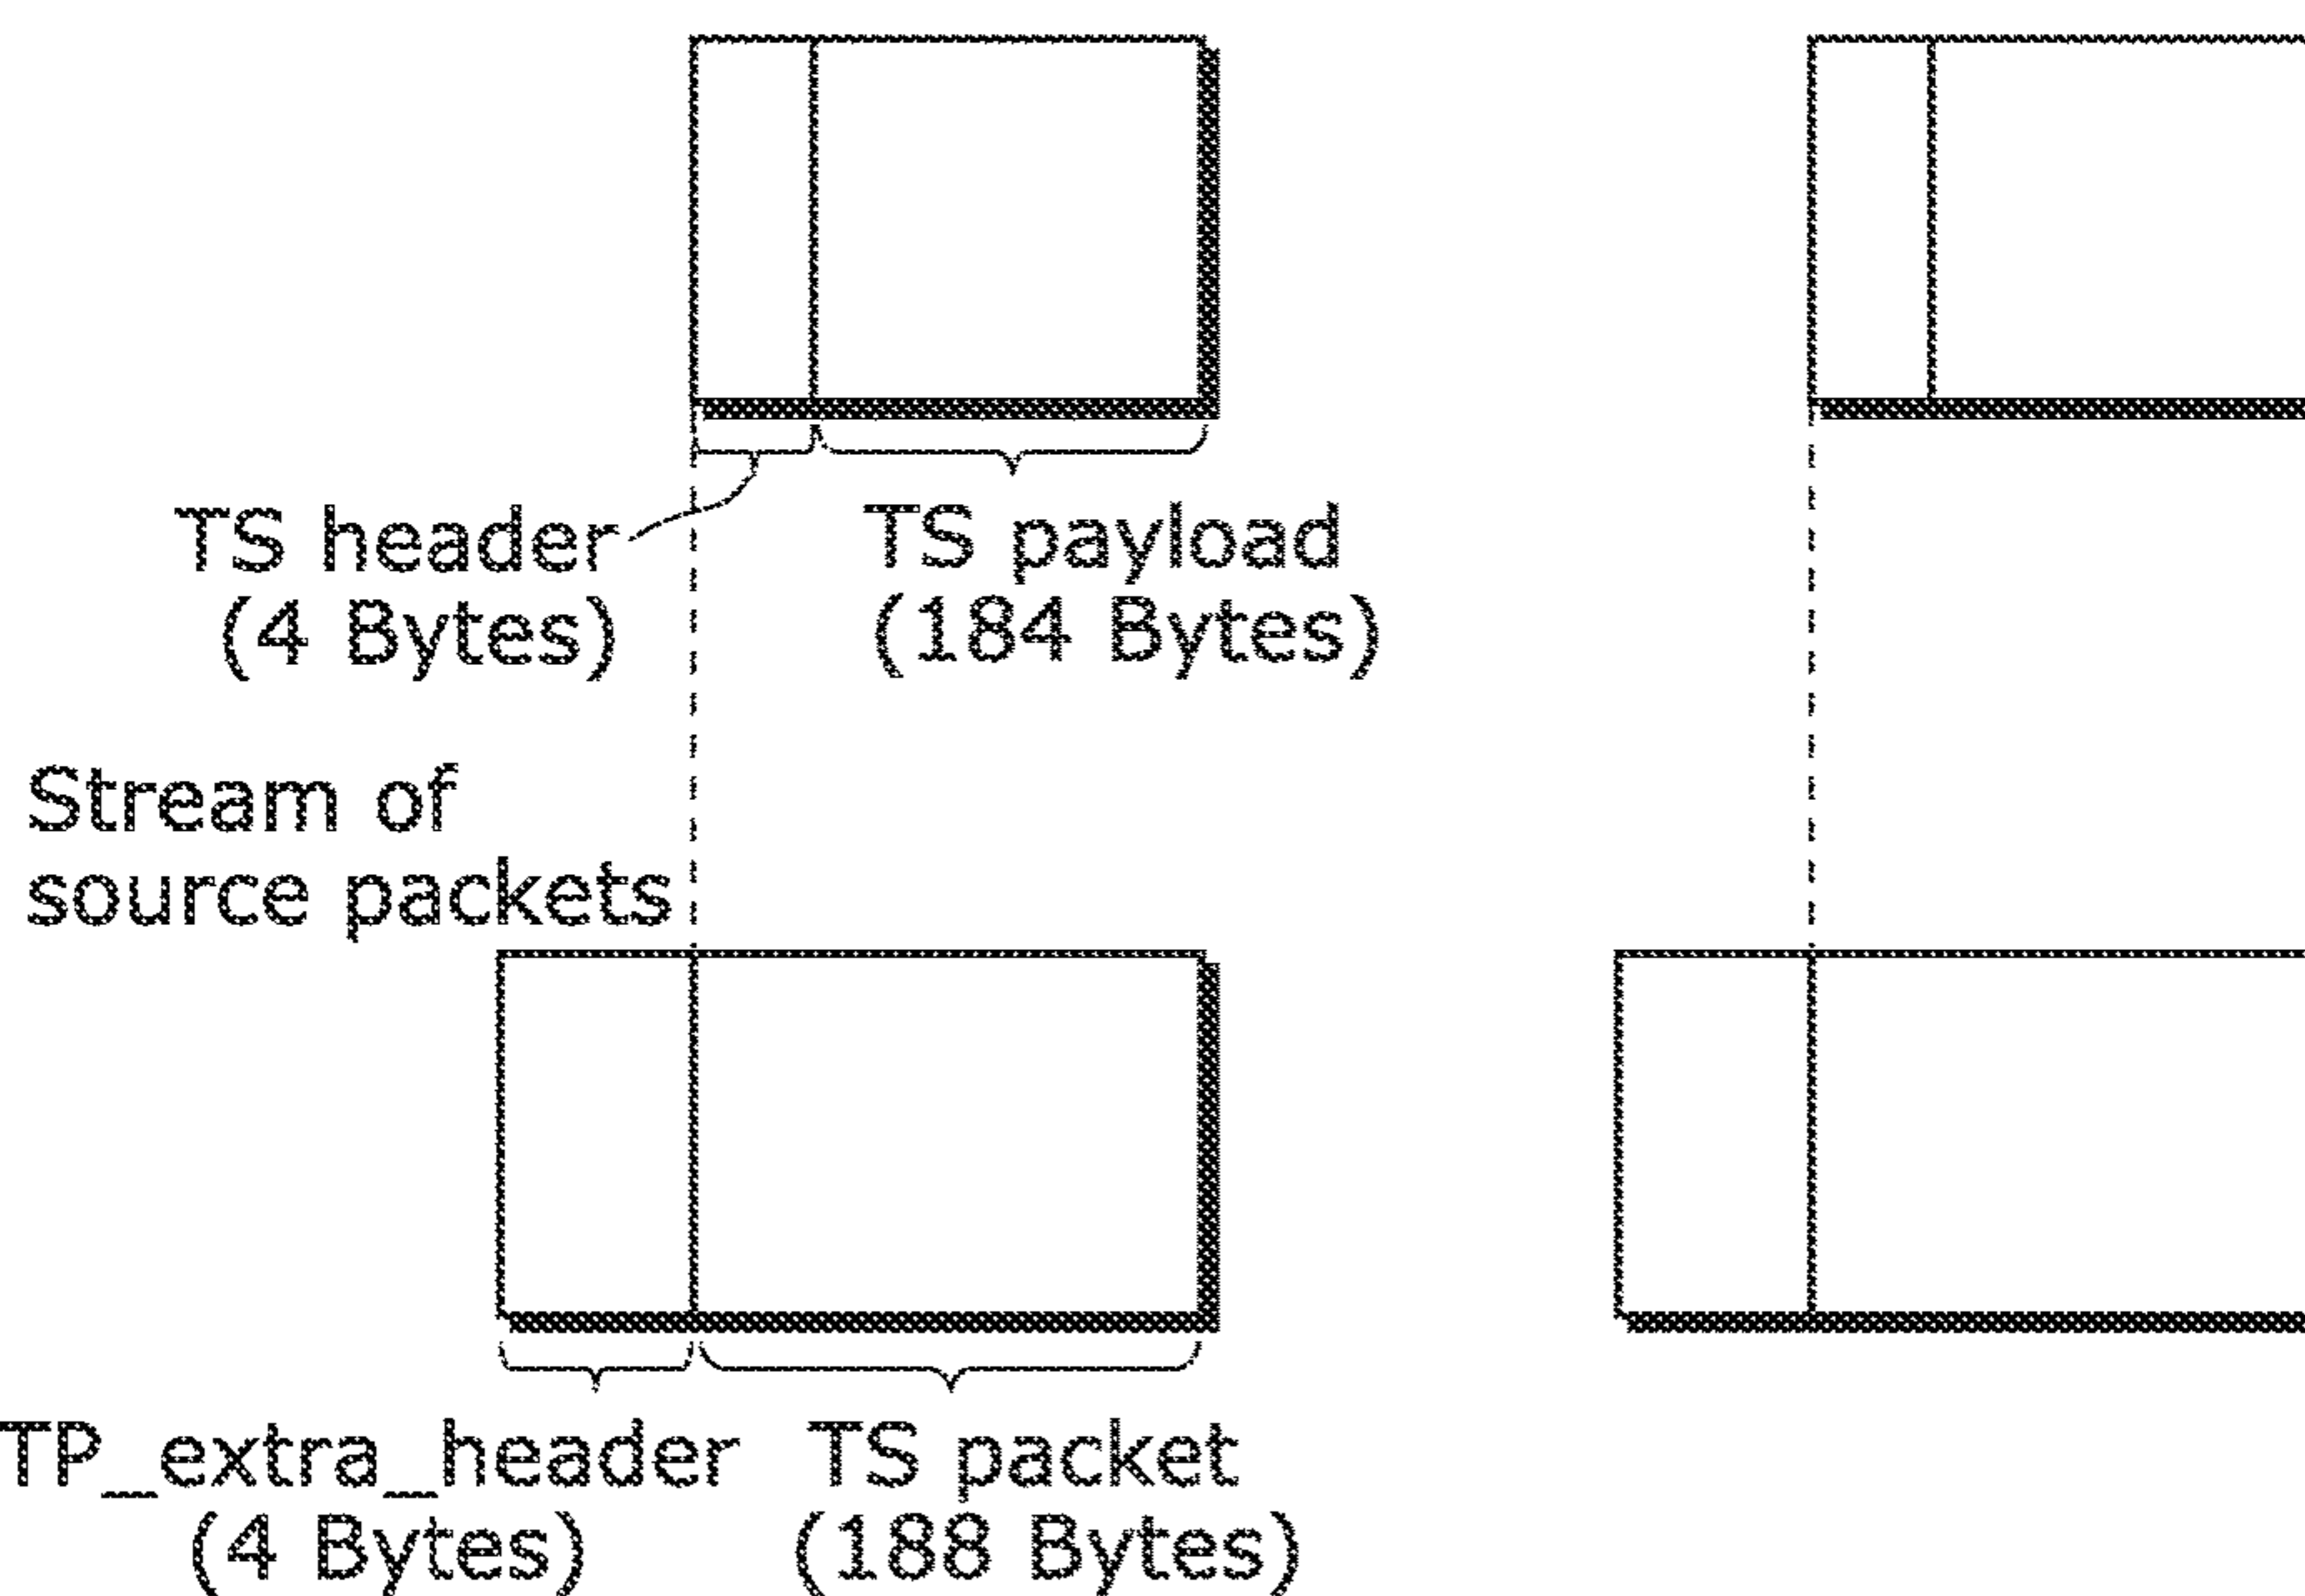 TS header
(4 Bytes)
TS payload
(184 Bytes)
Stream of
source packets
TP_extra_header
(4 Bytes)
TS packet
(188 Bytes)